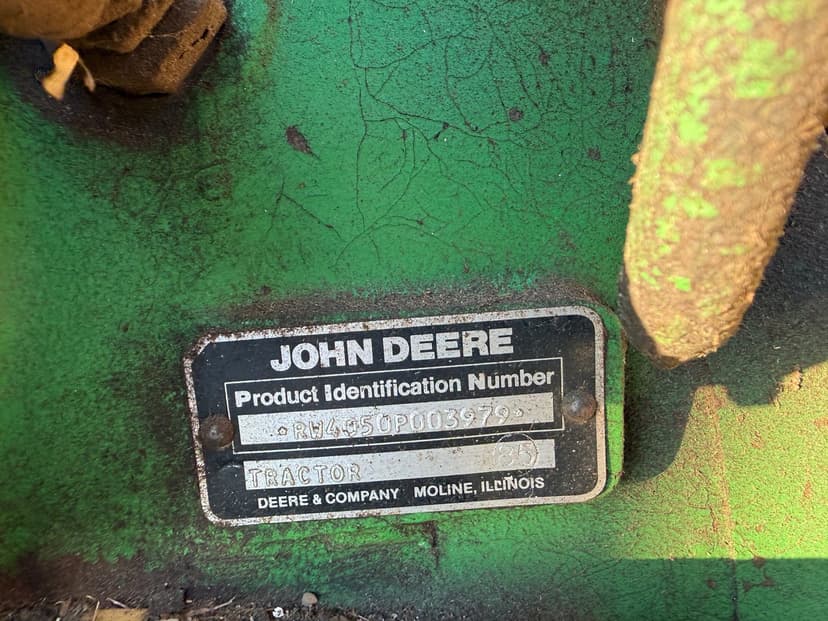 JOHN DEERE
Product Identification Number
*RW4050P003979*
TRACTOR 85
DEERE & COMPANY MOLINE, ILLINOIS